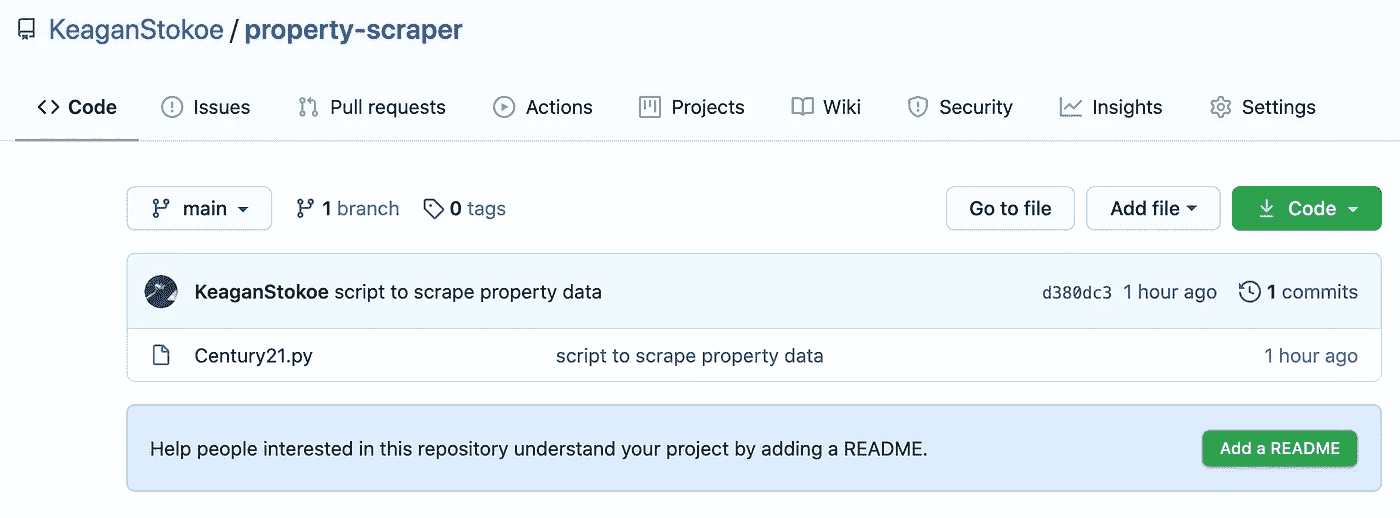 KeaganStokoe / property-scraper
Code Issues Pull requests Actions Projects Wiki Security Insights Settings
main 1 branch 0 tags Go to file Add file Code
KeaganStokoe script to scrape property data d380dc3 1 hour ago 1 commits
Century21.py script to scrape property data 1 hour ago
Help people interested in this repository understand your project by adding a README. Add a README